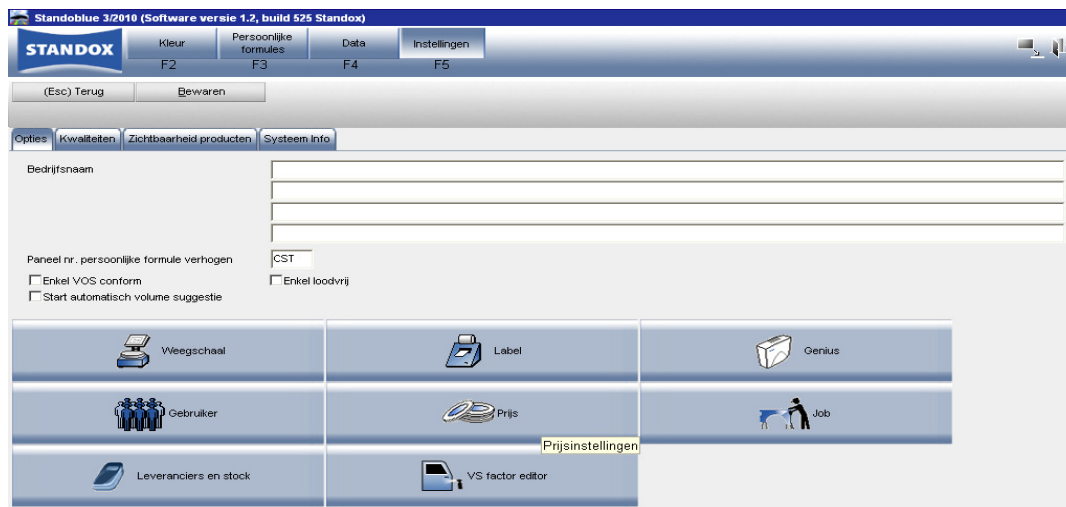 Standoblue 3/2010 (Software versie 1.2, build 525 Standox)
STANDOX
Kleur
F2
Persoonlijke
formules
F3
Data
F4
Instellingen
F5
(Esc) Terug
Bewaren
Opties
Kwaliteiten
Zichtbaarheid producten
Systeem Info
Bedrijfsnaam
Paneel nr. persoonlijke formule verhogen
CST
Enkel VOS conform
Enkel loodvrij
Start automatisch volume suggestie
Weegschaal
Label
Genius
Gebruiker
Prijs
Job
Prijsinstellingen
Leveranciers en stock
VS factor editor